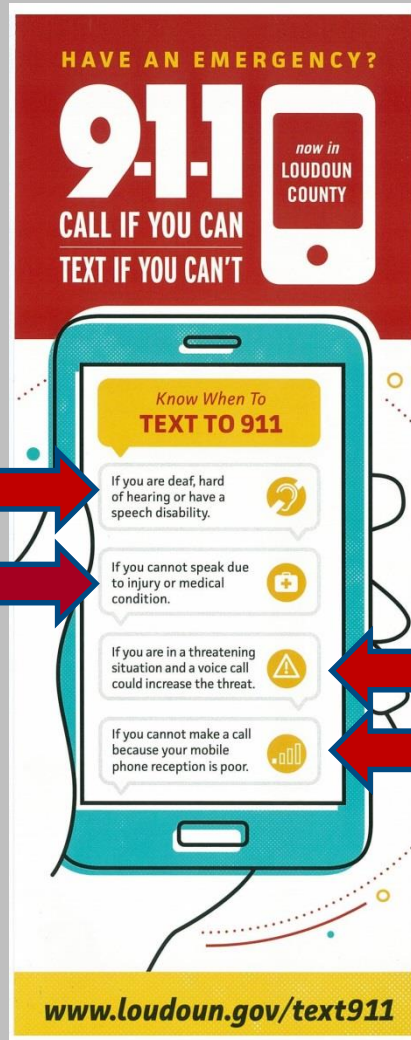 HAVE AN EMERGENCY?
9-1-1
now in
LOUDOUN
COUNTY
CALL IF YOU CAN
TEXT IF YOU CAN'T
Know When To
TEXT TO 911
If you are deaf, hard
of hearing or have a
speech disability.
If you cannot speak due
to injury or medical
condition.
If you are in a threatening
situation and a voice call
could increase the threat.
If you cannot make a call
because your mobile
phone reception is poor.
www.loudoun.gov/text911